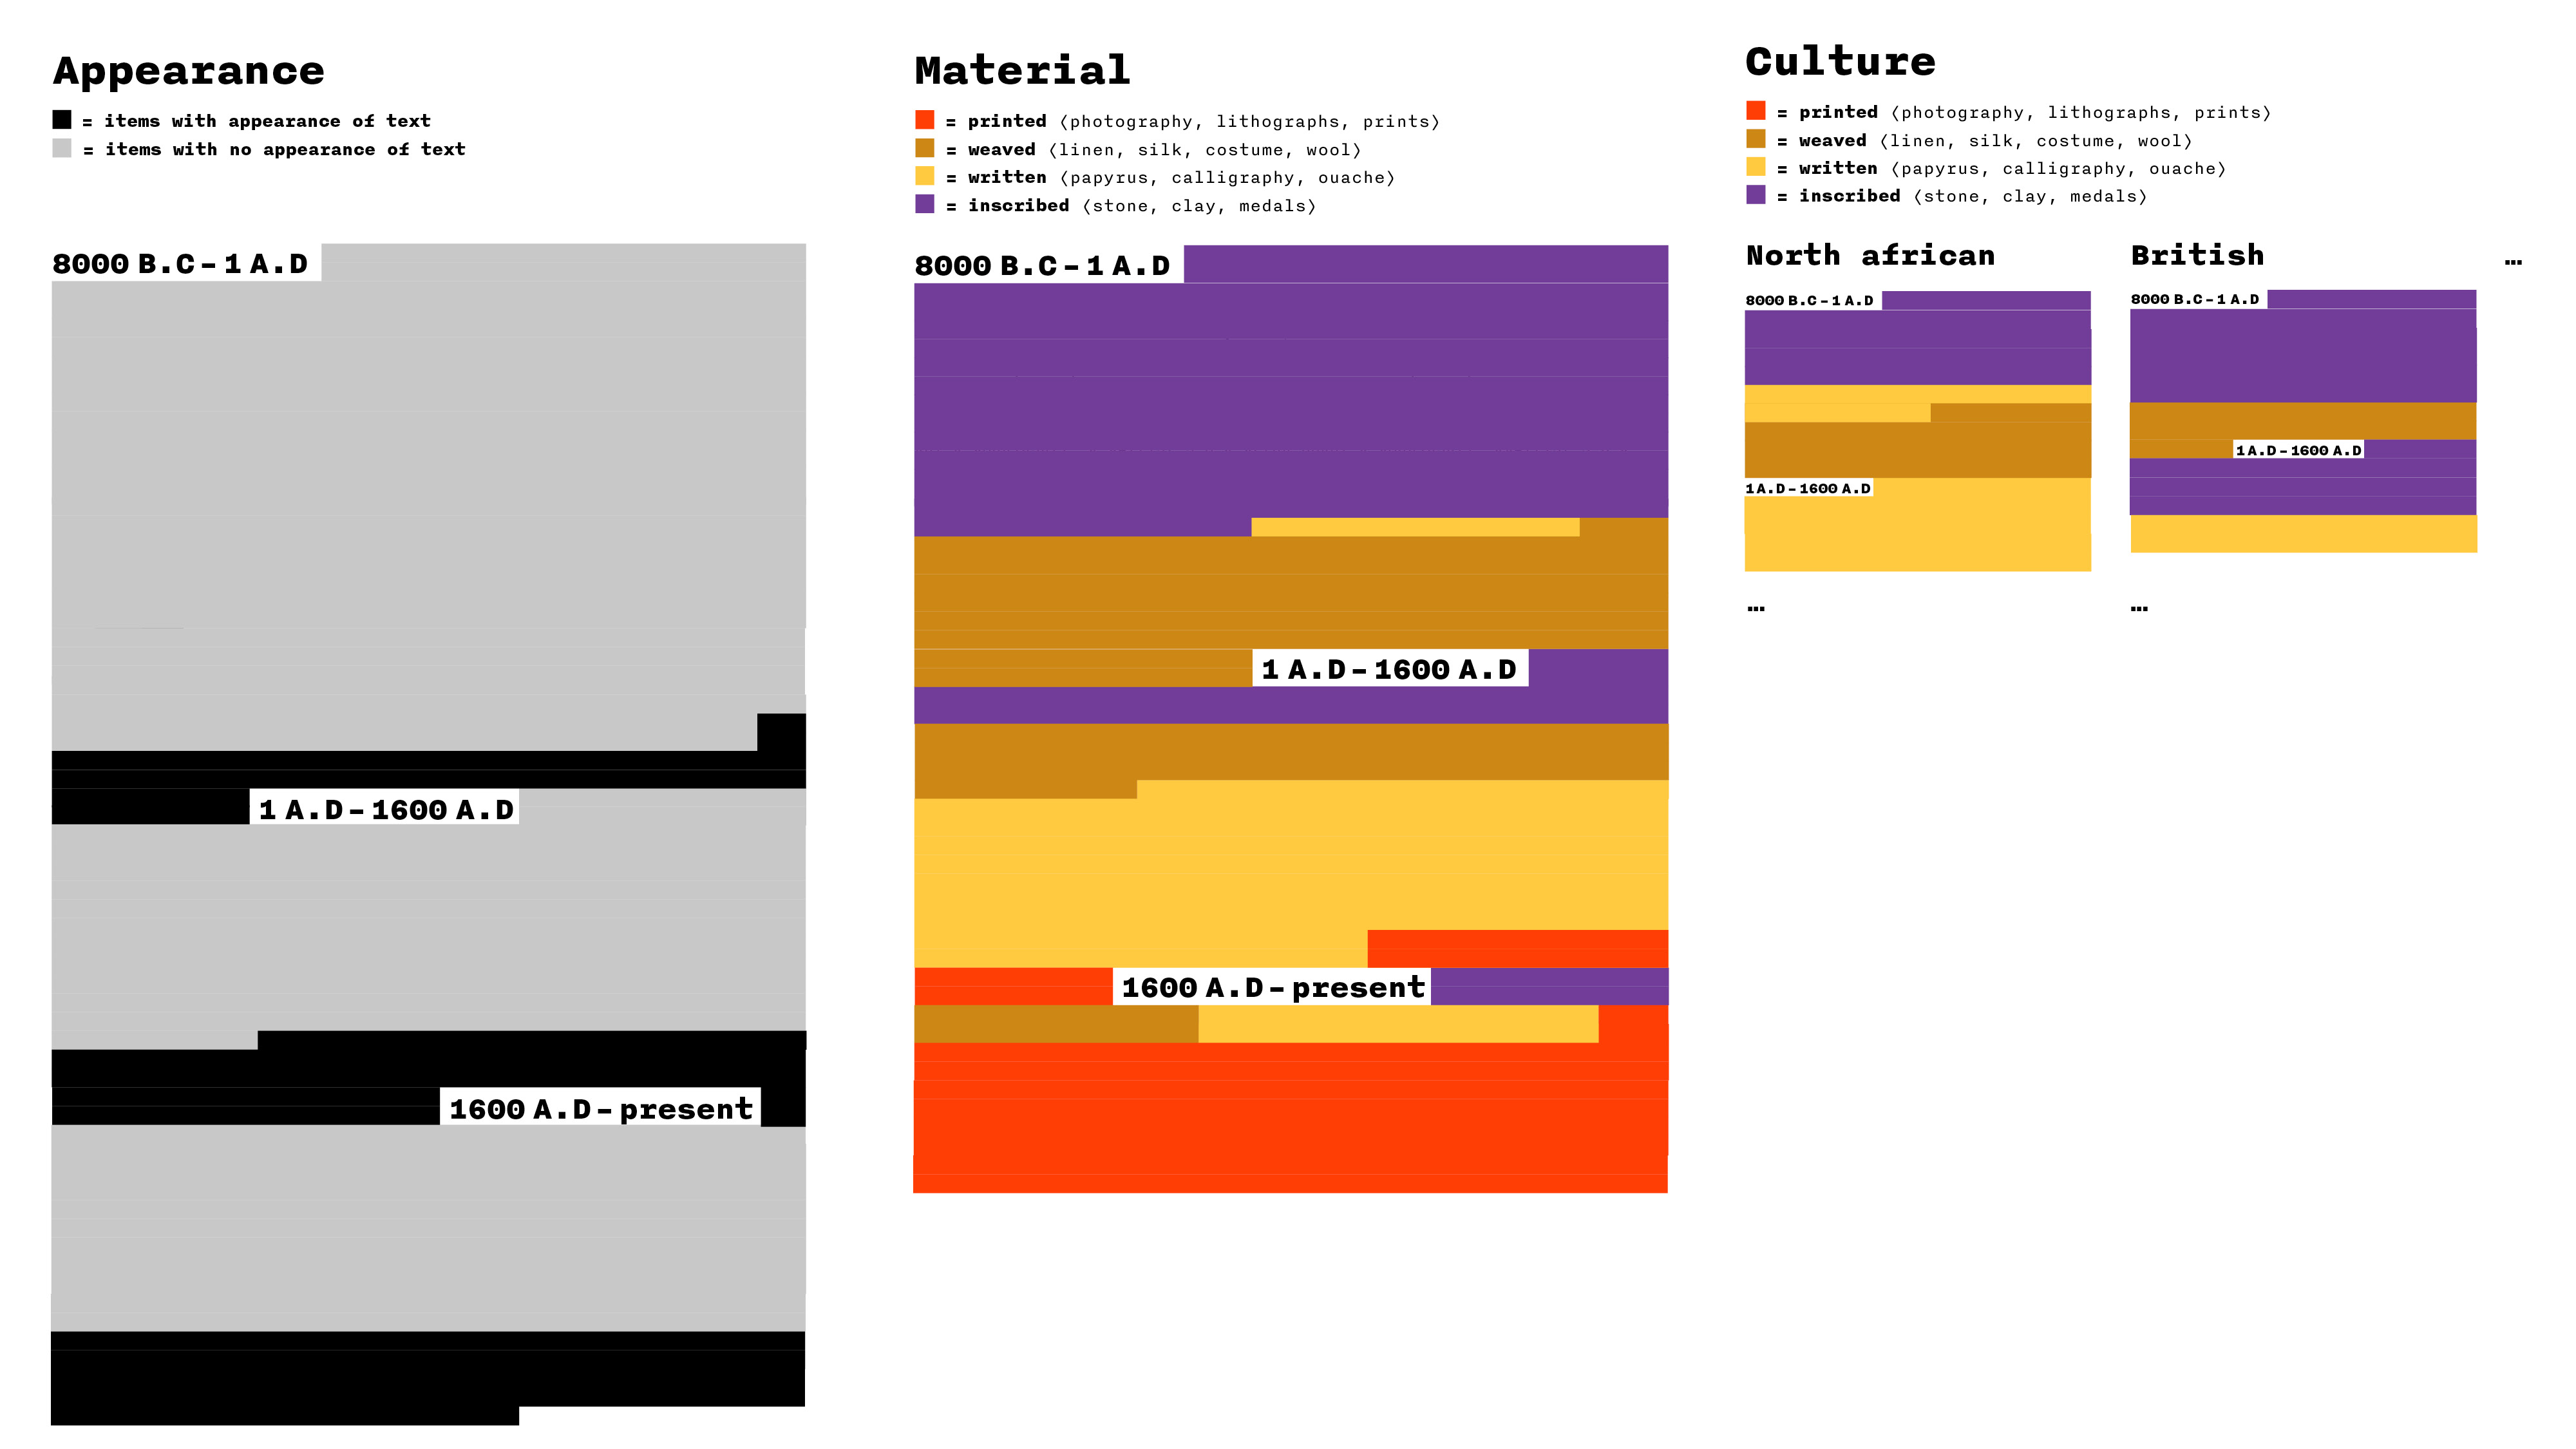 Appearance
= items with appearance of text
= items with no appearance of text
8000 B.C – 1 A.D
1 A.D – 1600 A.D
1600 A.D – present
Material
= printed ⟨photography, lithographs, prints⟩
= weaved ⟨linen, silk, costume, wool⟩
= written ⟨papyrus, calligraphy, ouache⟩
= inscribed ⟨stone, clay, medals⟩
8000 B.C – 1 A.D
1 A.D – 1600 A.D
1600 A.D – present
Culture
= printed ⟨photography, lithographs, prints⟩
= weaved ⟨linen, silk, costume, wool⟩
= written ⟨papyrus, calligraphy, ouache⟩
= inscribed ⟨stone, clay, medals⟩
North african
8000 B.C – 1 A.D
1 A.D – 1600 A.D
…
British
8000 B.C – 1 A.D
1 A.D – 1600 A.D
…
…